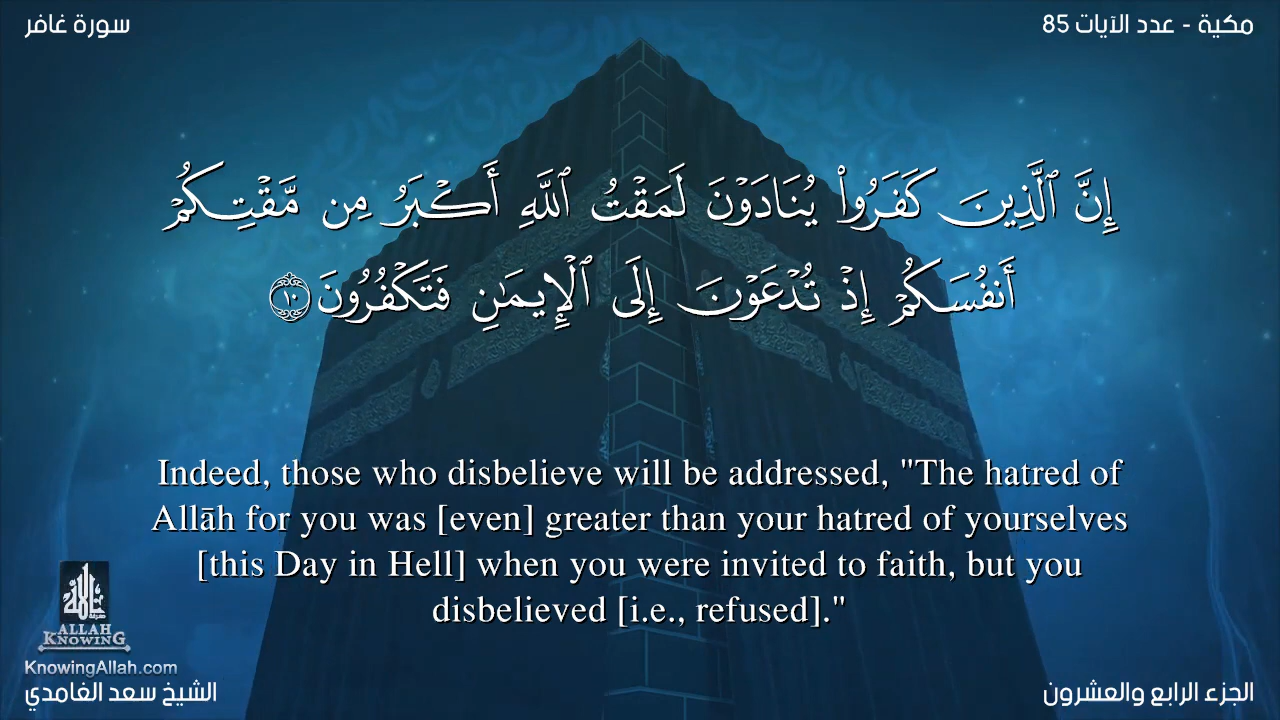 سورة غافر
مكية - عدد الآيات 85
إِنَّ ٱلَّذِينَ كَفَرُوا۟ يُنَادَوْنَ لَمَقْتُ ٱللَّهِ أَكْبَرُ مِن مَّقْتِكُمْ
أَنفُسَكُمْ إِذْ تُدْعَوْنَ إِلَى ٱلْإِيمَـٰنِ فَتَكْفُرُونَ ١٠
Indeed, those who disbelieve will be addressed, "The hatred of
Allāh for you was [even] greater than your hatred of yourselves
[this Day in Hell] when you were invited to faith, but you
disbelieved [i.e., refused]."
ALLAH
KNOWING
KnowingAllah.com
الشيخ سعد الغامدي
الجزء الرابع والعشرون